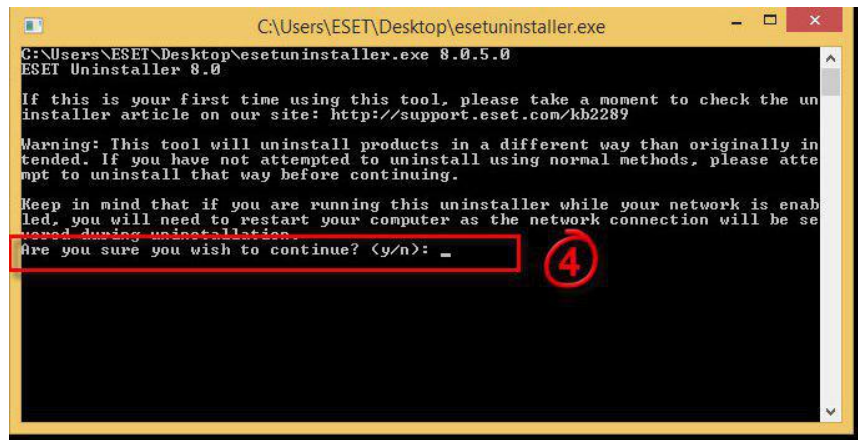 C:\Users\ESET\Desktop\esetuninstaller.exe
C:\Users\ESET\Desktop\esetuninstaller.exe 8.0.5.0
ESET Uninstaller 8.0
If this is your first time using this tool, please take a moment to check the un
installer article on our site: http://support.eset.com/kb2289
Warning: This tool will uninstall products in a different way than originally in
tended. If you have not attempted to uninstall using normal methods, please atte
mpt to uninstall that way before continuing.
Keep in mind that if you are running this uninstaller while your network is enab
led, you will need to restart your computer as the network connection will be se
vered during uninstallation.
Are you sure you wish to continue? (y/n): _
4